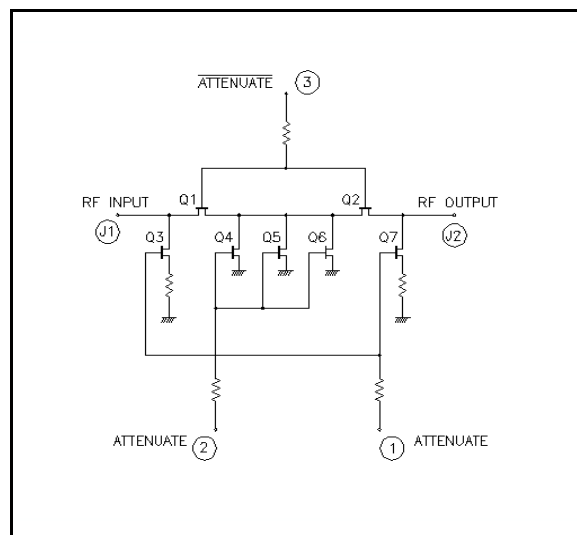 ATTENUATE 3
Q1 Q2
RF INPUT RF OUTPUT
J1 J2
Q3 Q4 Q5 Q6 Q7
ATTENUATE 2 1 ATTENUATE